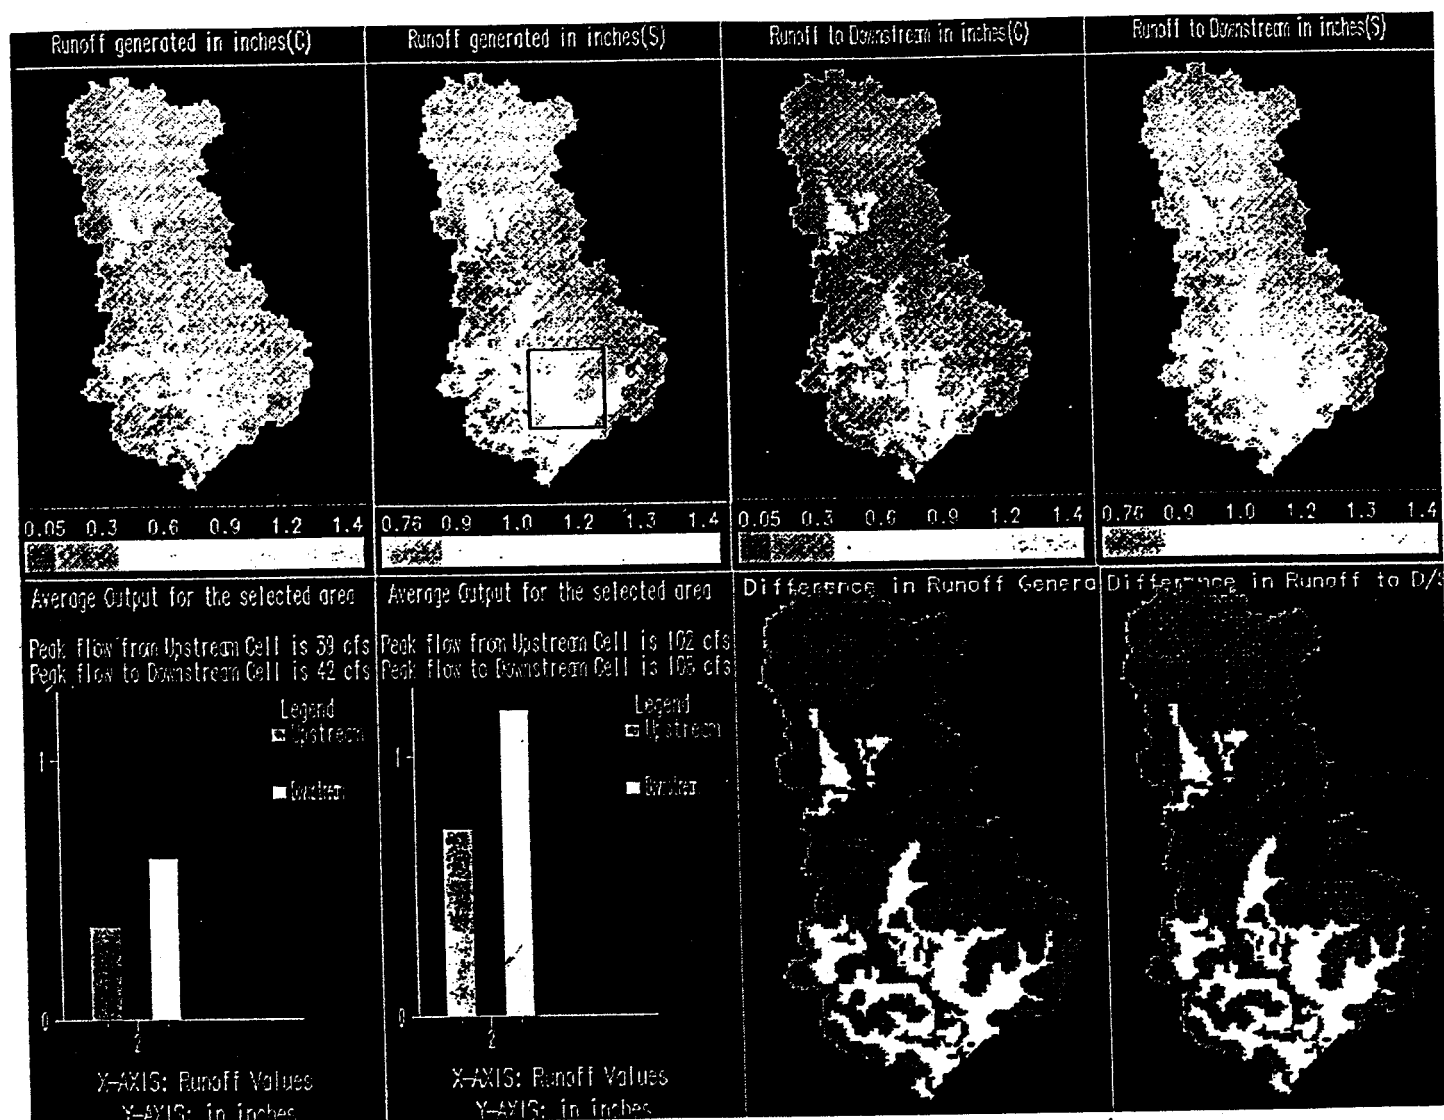 Runoff generated in inches(C)
Runoff generated in inches(S)
Runoff to Downstream in inches(C)
Runoff to Downstream in inches(S)
0.05 0.3 0.6 0.9 1.2 1.4
0.76 0.9 1.0 1.2 1.3 1.4
0.05 0.3 0.6 0.9 1.2 1.4
0.76 0.9 1.0 1.2 1.3 1.4
Average Output for the selected area
Peak flow from Upstream Cell is 39 cfs
Peak flow to Downstream Cell is 42 cfs
Legend
Upstream
Downstream
1
0
2
X-AXIS: Runoff Values
Y-AXIS: in inches
Average Output for the selected area
Peak flow from Upstream Cell is 102 cfs
Peak flow to Downstream Cell is 105 cfs
Legend
Upstream
Downstream
1
0
2
X-AXIS: Runoff Values
Y-AXIS: in inches
Difference in Runoff Genera
Difference in Runoff to D/S